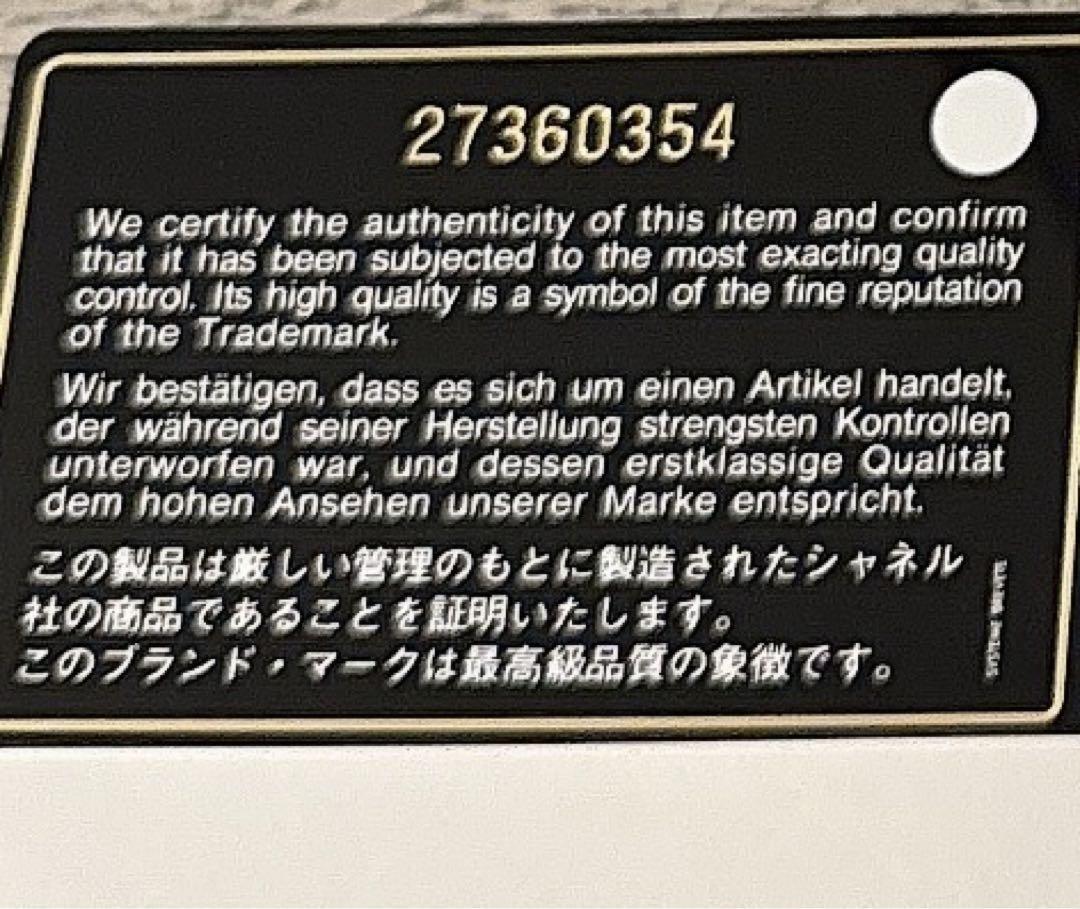 27360354
We certify the authenticity of this item and confirm
that it has been subjected to the most exacting quality
control. Its high quality is a symbol of the fine reputation
of the Trademark.
Wir bestätigen, dass es sich um einen Artikel handelt,
der während seiner Herstellung strengsten Kontrollen
unterworfen war, und dessen erstklassige Qualität
dem hohen Ansehen unserer Marke entspricht.
この製品は厳しい管理のもとに製造されたシャネル
社の商品であることを証明いたします。
このブランド・マークは最高級品質の象徴です。